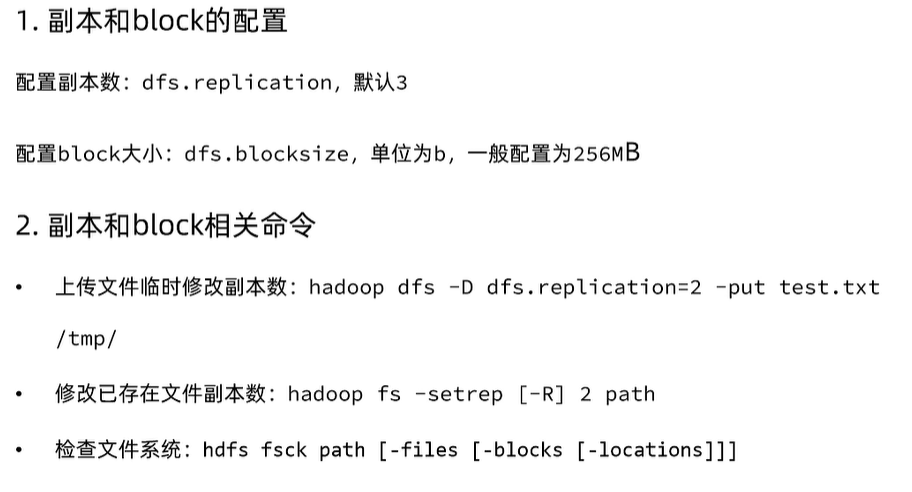 1. 副本和block的配置
配置副本数：dfs.replication，默认3
配置block大小：dfs.blocksize，单位为b，一般配置为256MB
2. 副本和block相关命令
• 上传文件临时修改副本数：hadoop dfs -D dfs.replication=2 -put test.txt
/tmp/
• 修改已存在文件副本数：hadoop fs -setrep [-R] 2 path
• 检查文件系统：hdfs fsck path [-files [-blocks [-locations]]]